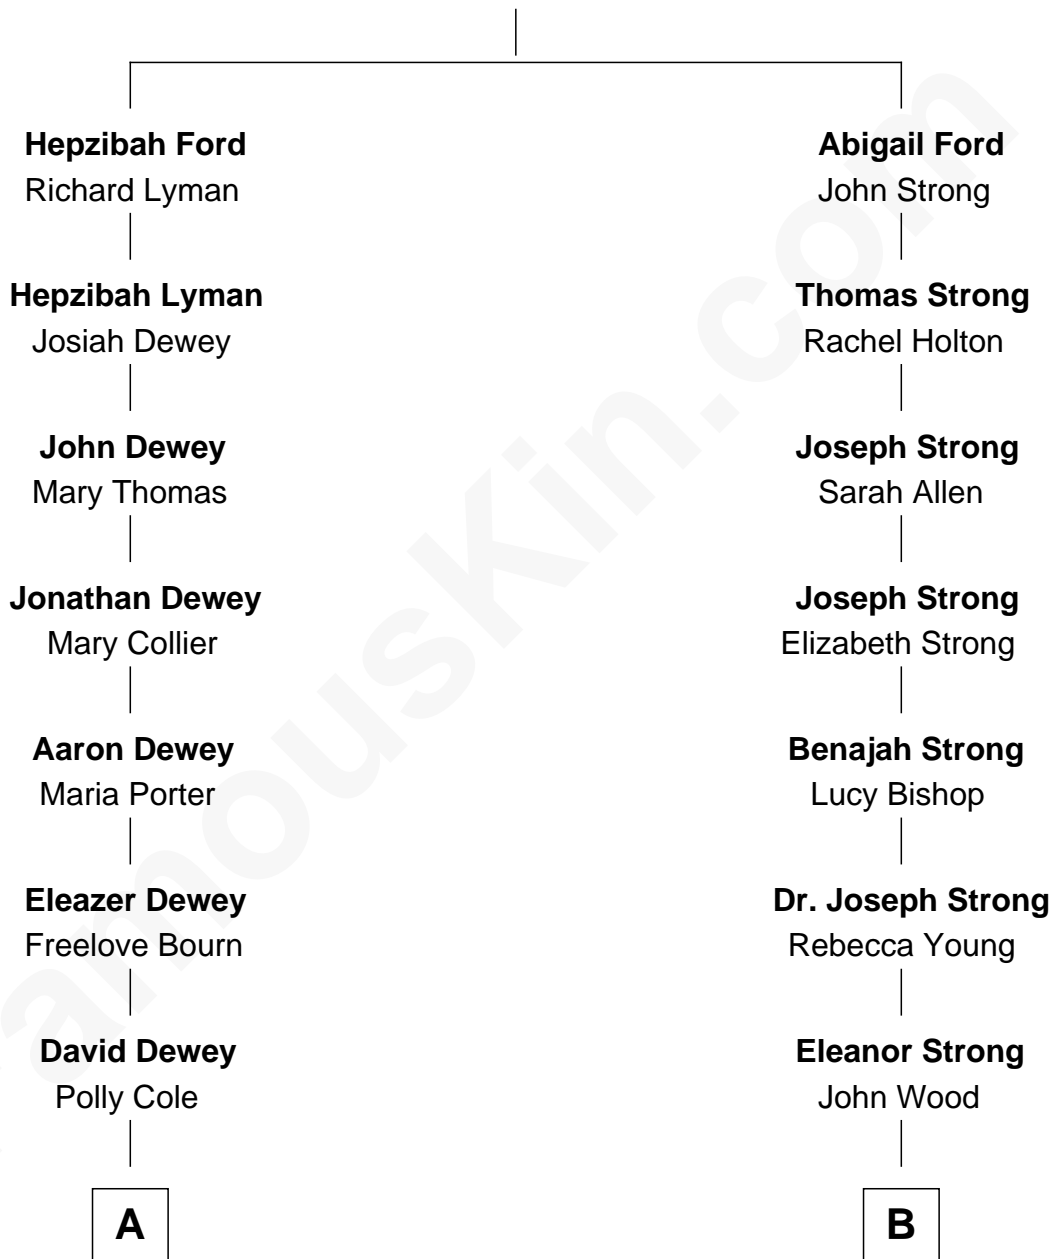 Hepzibah Ford
Richard Lyman
Hepzibah Lyman
Josiah Dewey
John Dewey
Mary Thomas
Jonathan Dewey
Mary Collier
Aaron Dewey
Maria Porter
Eleazer Dewey
Freelove Bourn
David Dewey
Polly Cole
A
Abigail Ford
John Strong
Thomas Strong
Rachel Holton
Joseph Strong
Sarah Allen
Joseph Strong
Elizabeth Strong
Benajah Strong
Lucy Bishop
Dr. Joseph Strong
Rebecca Young
Eleanor Strong
John Wood
B
amousKin.com